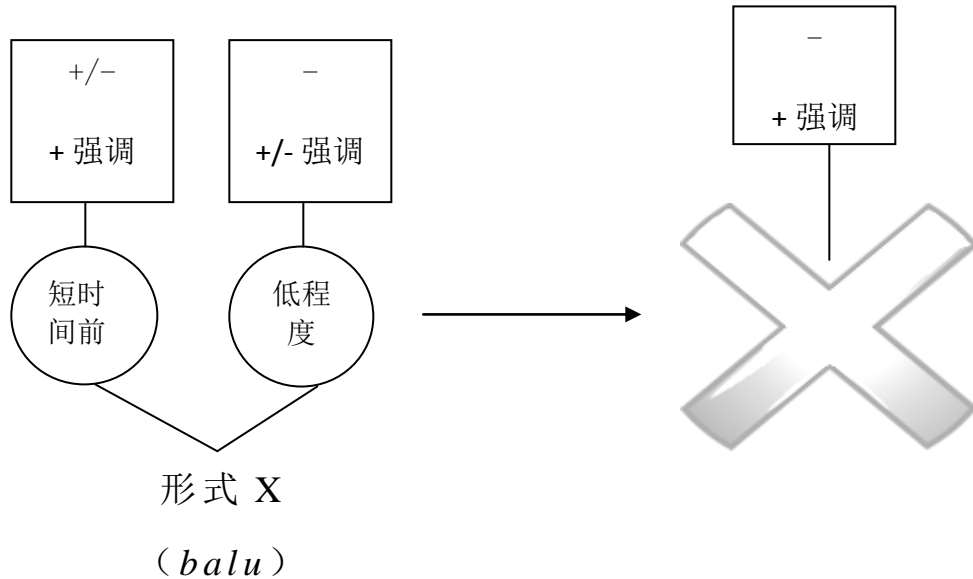 +/–
+ 强调
–
+/- 强调
–
+ 强调
短时
间前
低程
度
形式 X
（balu）